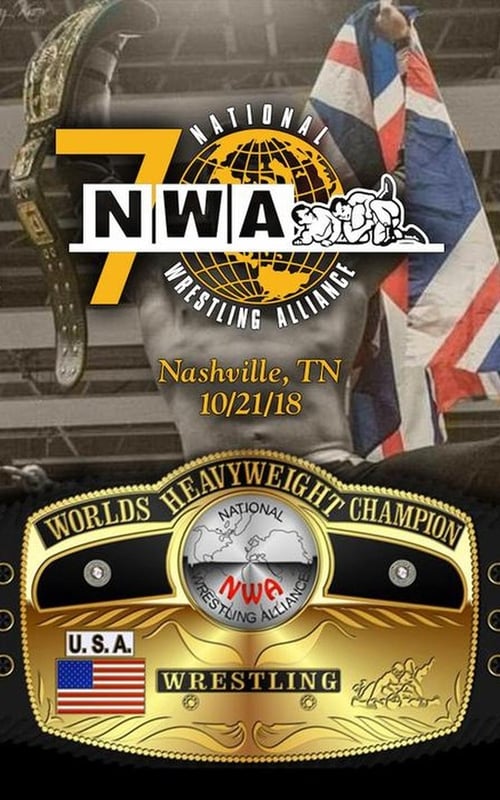 7
NATIONAL
NWA
WRESTLING ALLIANCE
Nashville, TN
10/21/18
WORLDS HEAVYWEIGHT CHAMPION
NATIONAL
NWA
WRESTLING ALLIANCE
U.S.A.
WRESTLING